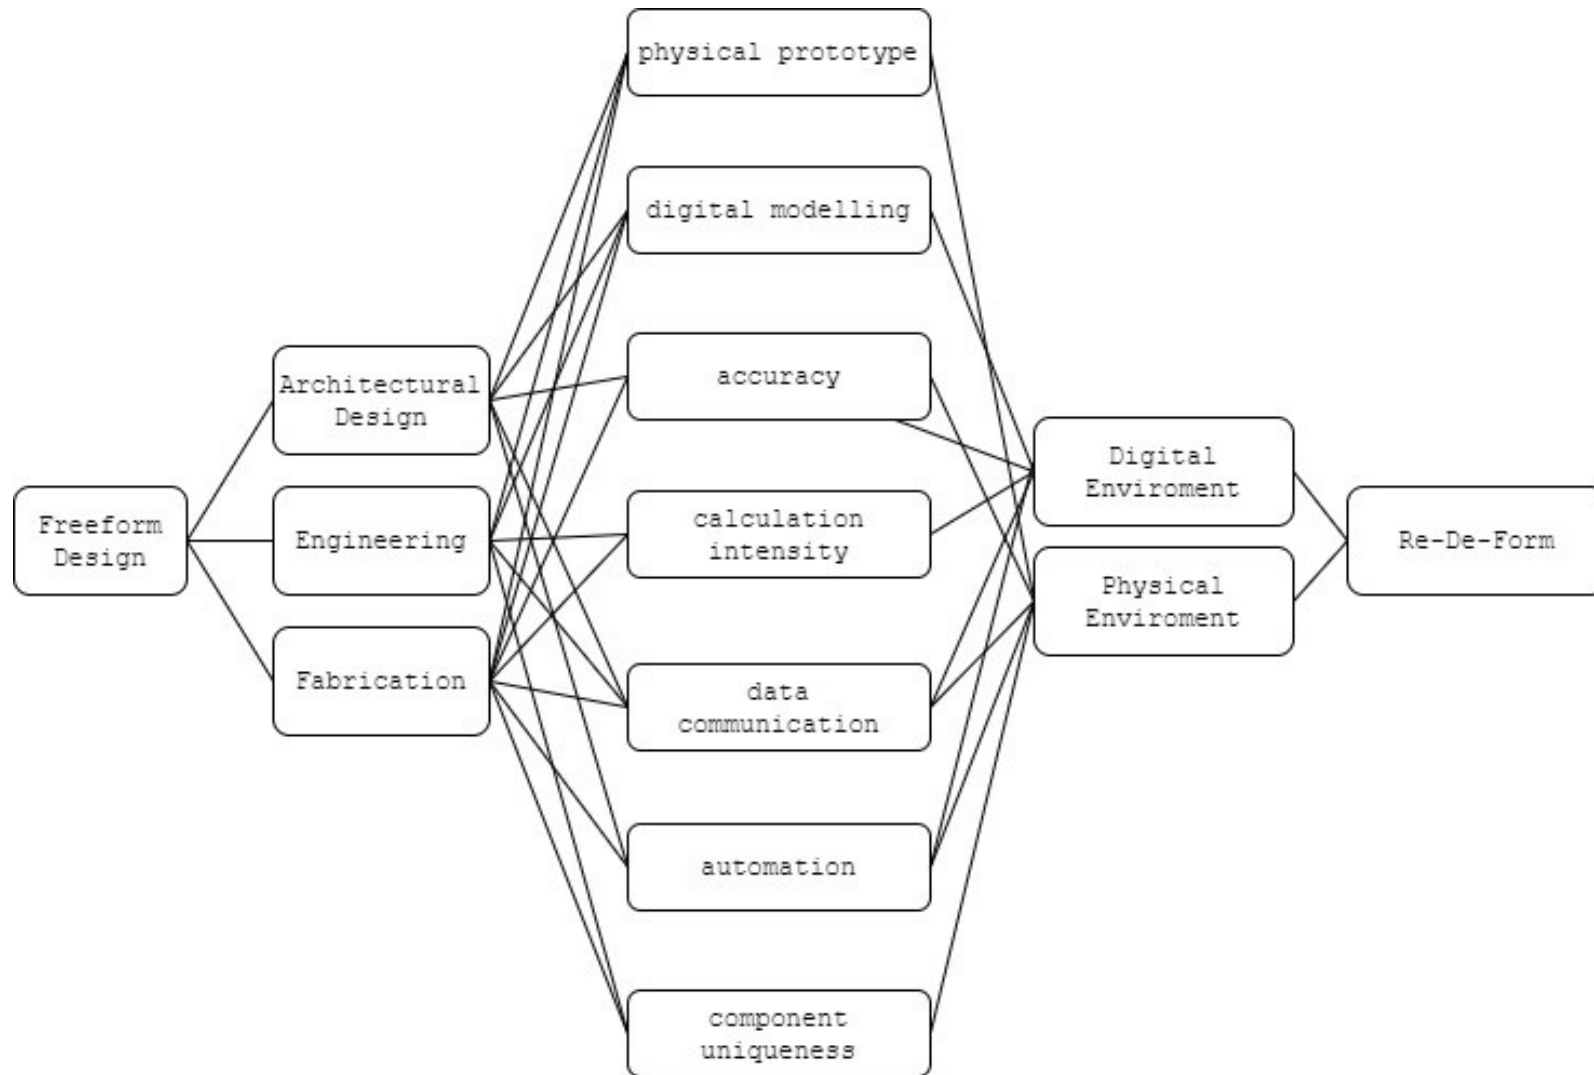 Freeform
Design
Architectural
Design
Engineering
Fabrication
physical prototype
digital modelling
accuracy
calculation
intensity
data
communication
automation
component
uniqueness
Digital
Enviroment
Physical
Enviroment
Re-De-Form